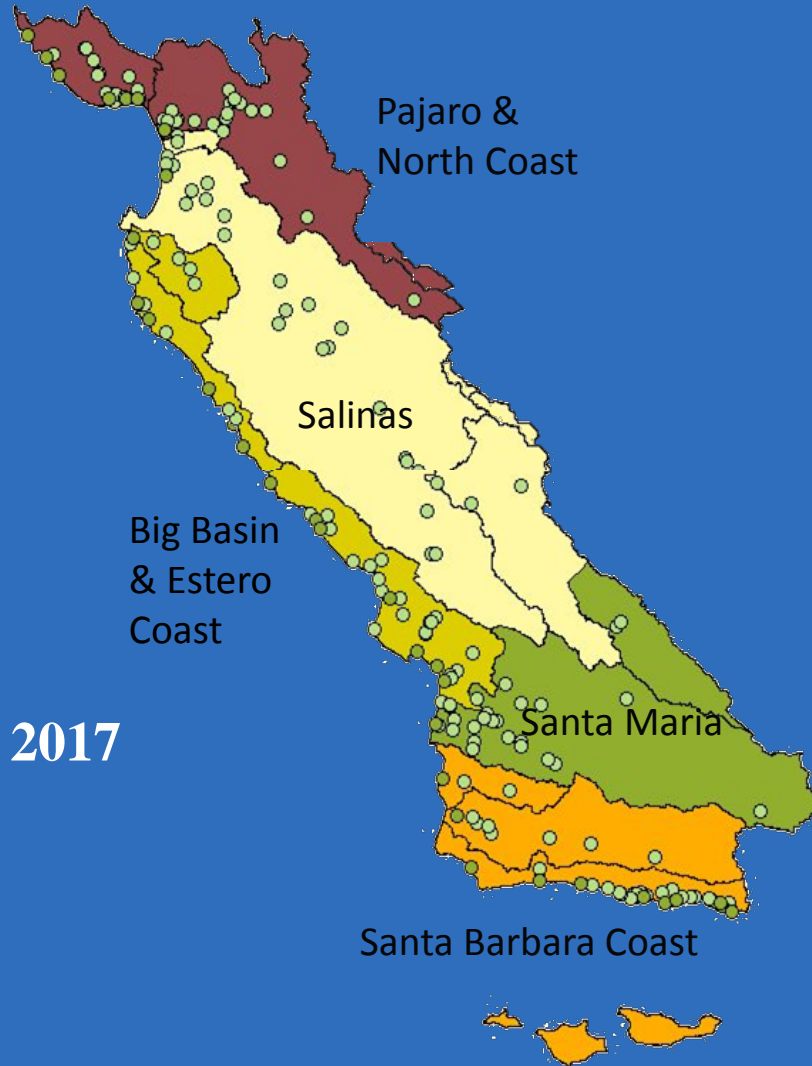 Pajaro &
North Coast
Salinas
Big Basin
& Estero
Coast
2017
Santa Maria
Santa Barbara Coast